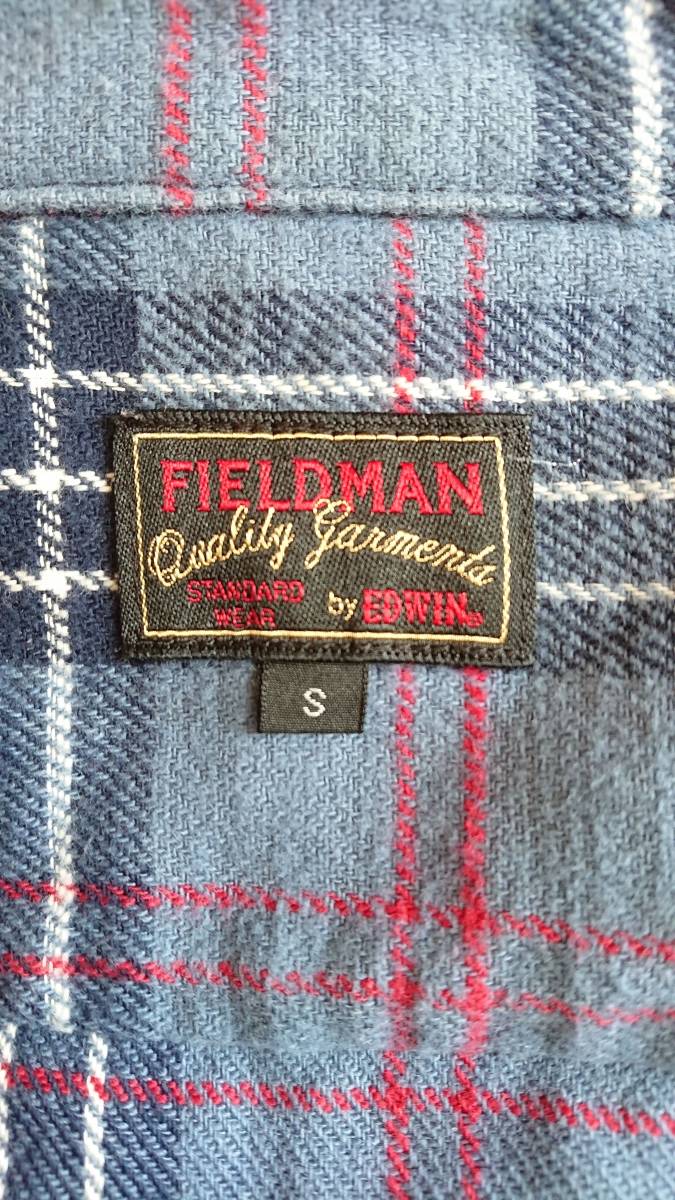 FIELDMAN
Quality Garments
STANDARD
WEAR
by EDWIN®
S